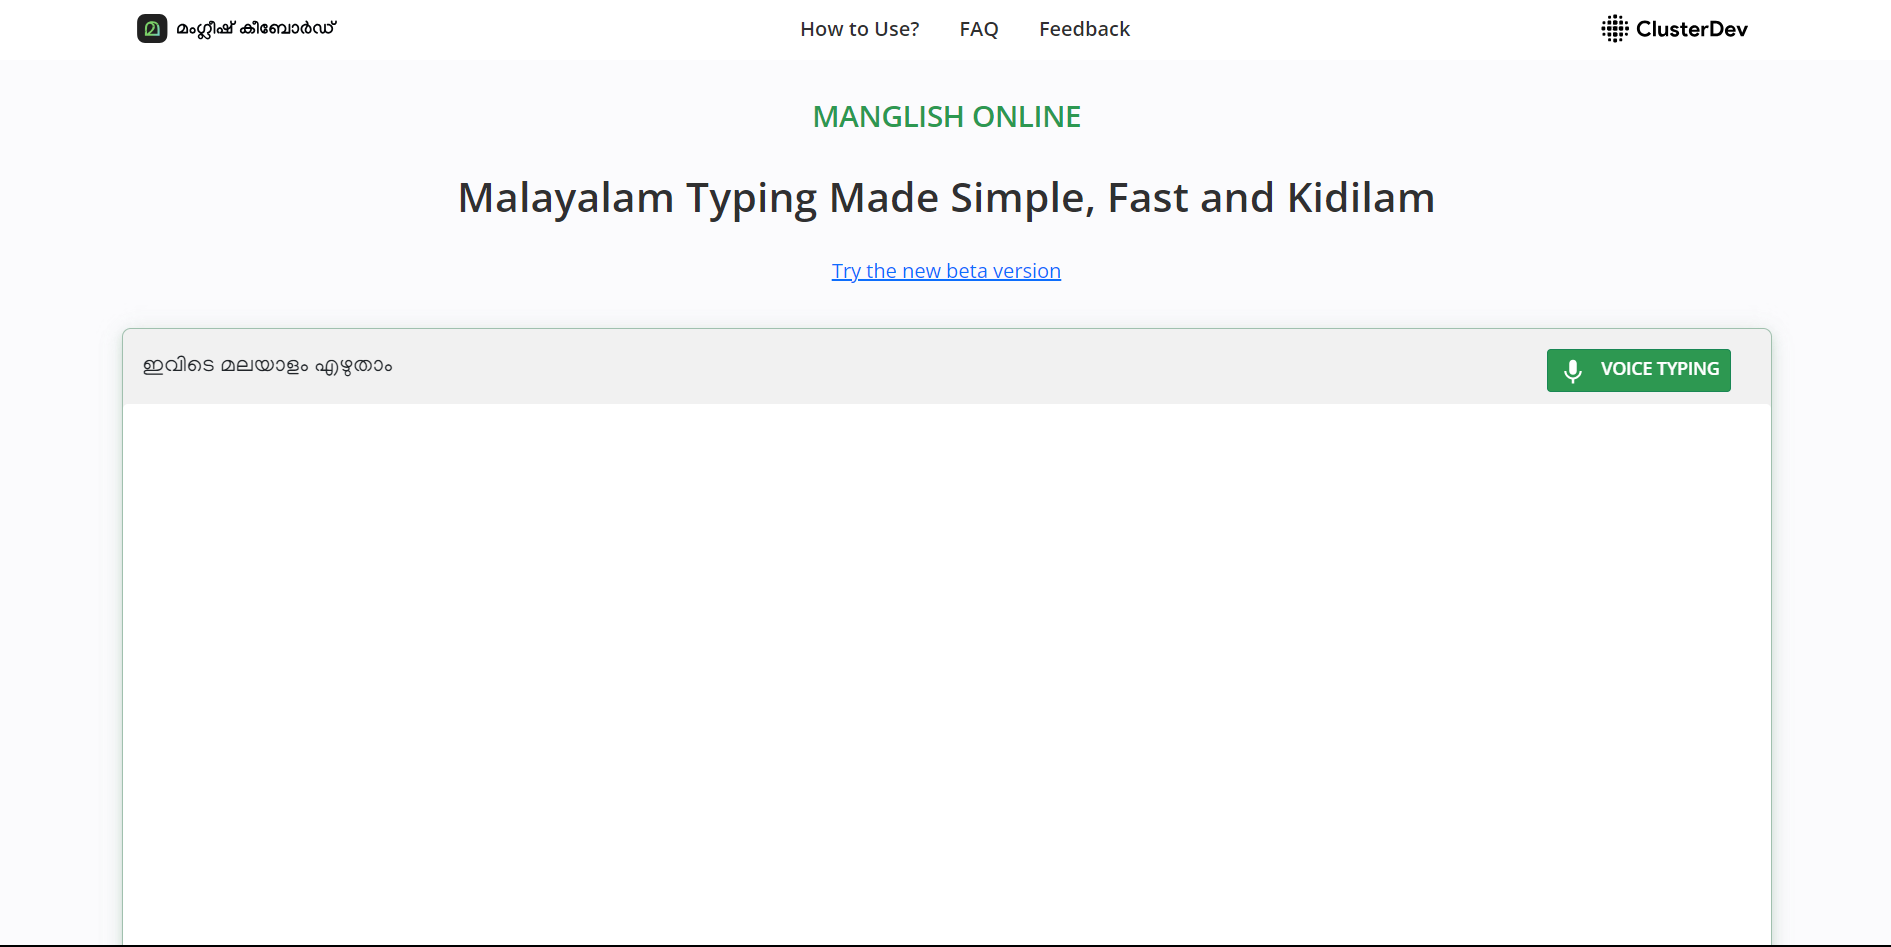 മ മംഗ്ലീഷ് കീബോർഡ് How to Use? FAQ Feedback ClusterDev
MANGLISH ONLINE
Malayalam Typing Made Simple, Fast and Kidilam
Try the new beta version
ഇവിടെ മലയാളം എഴുതാം VOICE TYPING